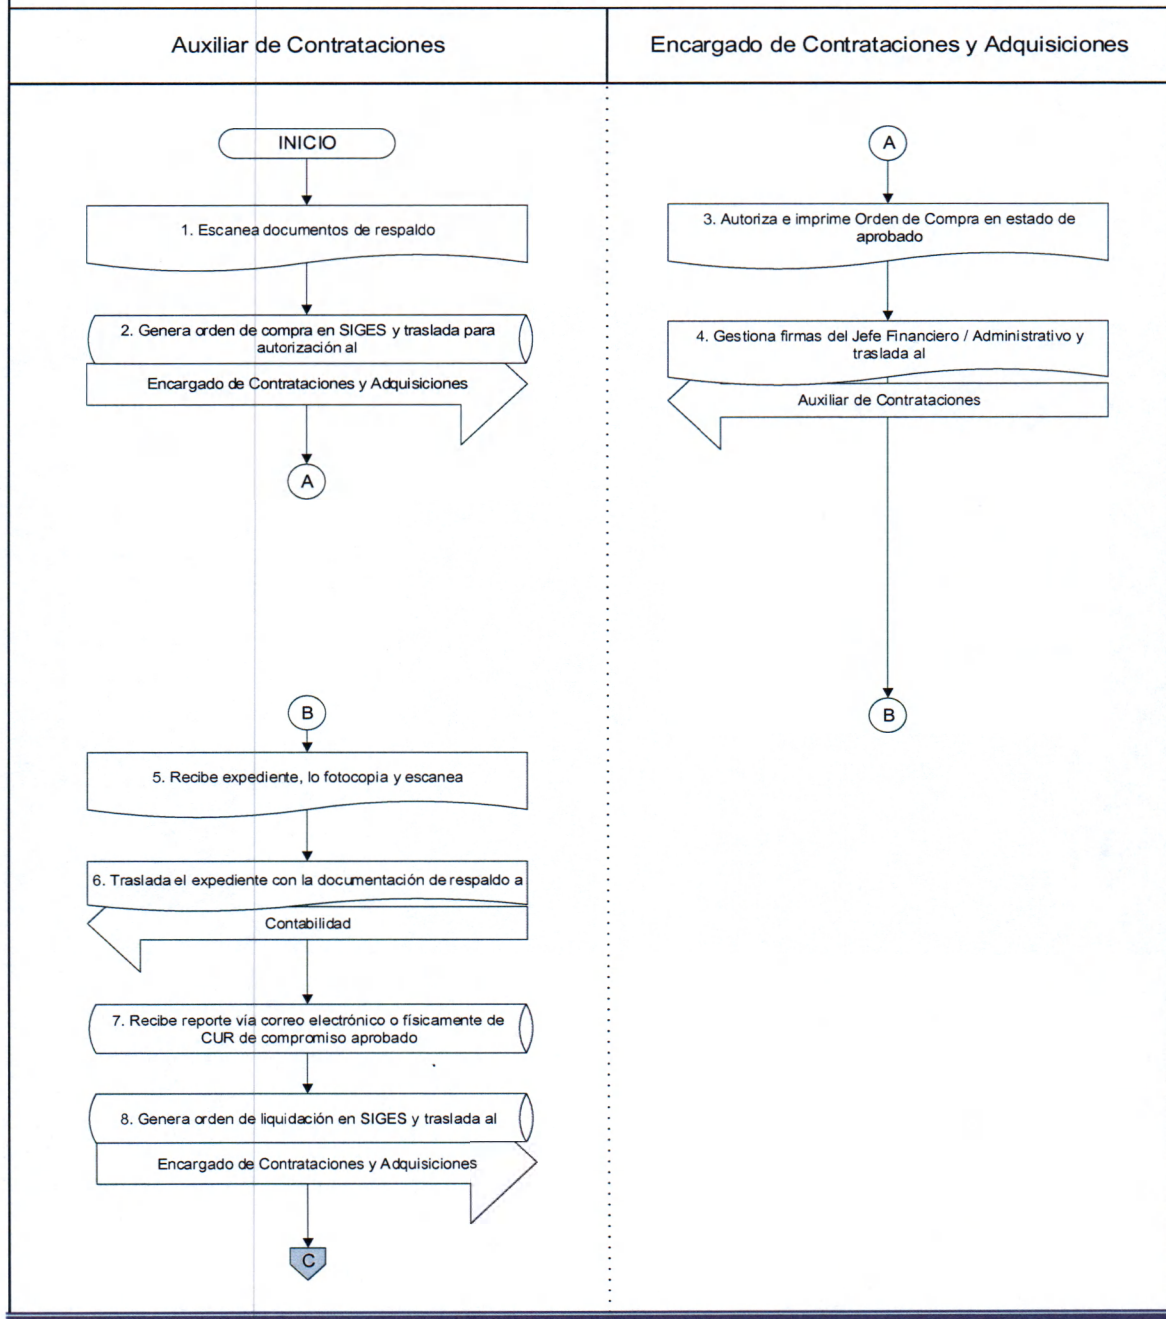 Auxiliar de Contrataciones
Encargado de Contrataciones y Adquisiciones
INICIO
1. Escanea documentos de respaldo
2. Genera orden de compra en SIGES y traslada para
autorización al
Encargado de Contrataciones y Adquisiciones
A
A
3. Autoriza e imprime Orden de Compra en estado de
aprobado
4. Gestiona firmas del Jefe Financiero / Administrativo y
traslada al
Auxiliar de Contrataciones
B
B
5. Recibe expediente, lo fotocopia y escanea
6. Traslada el expediente con la documentación de respaldo a
Contabilidad
7. Recibe reporte vía correo electrónico o físicamente de
CUR de compromiso aprobado
8. Genera orden de liquidación en SIGES y traslada al
Encargado de Contrataciones y Adquisiciones
C